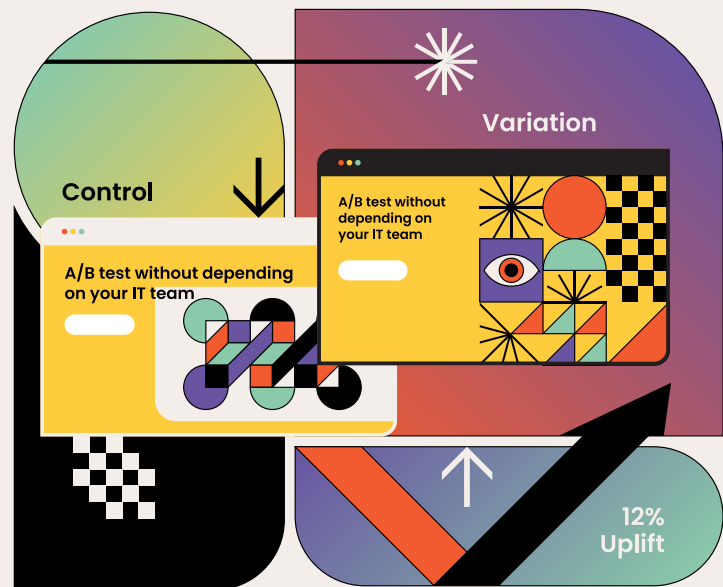 Variation
Control
A/B test without
depending on
your IT team
A/B test without depending
on your IT team
12%
Uplift